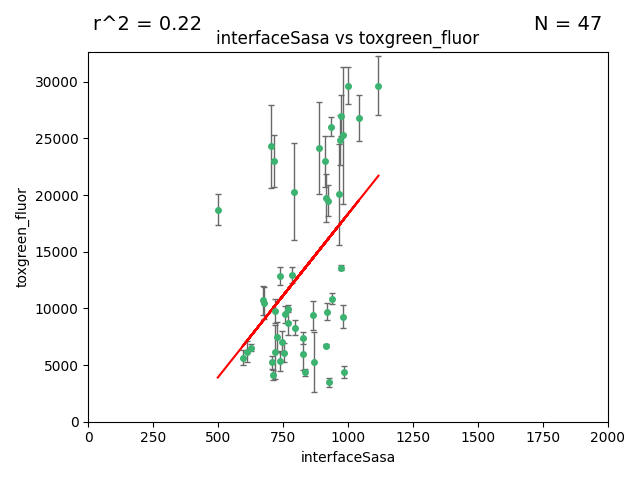 r^2 = 0.22
N = 47
interfaceSasa vs toxgreen_fluor
30000
25000
20000
15000
10000
5000
0
toxgreen_fluor
0 250 500 750 1000 1250 1500 1750 2000
interfaceSasa